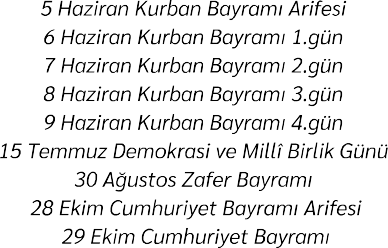 5 Haziran Kurban Bayramı Arifesi
6 Haziran Kurban Bayramı 1.gün
7 Haziran Kurban Bayramı 2.gün
8 Haziran Kurban Bayramı 3.gün
9 Haziran Kurban Bayramı 4.gün
15 Temmuz Demokrasi ve Millî Birlik Günü
30 Ağustos Zafer Bayramı
28 Ekim Cumhuriyet Bayramı Arifesi
29 Ekim Cumhuriyet Bayramı